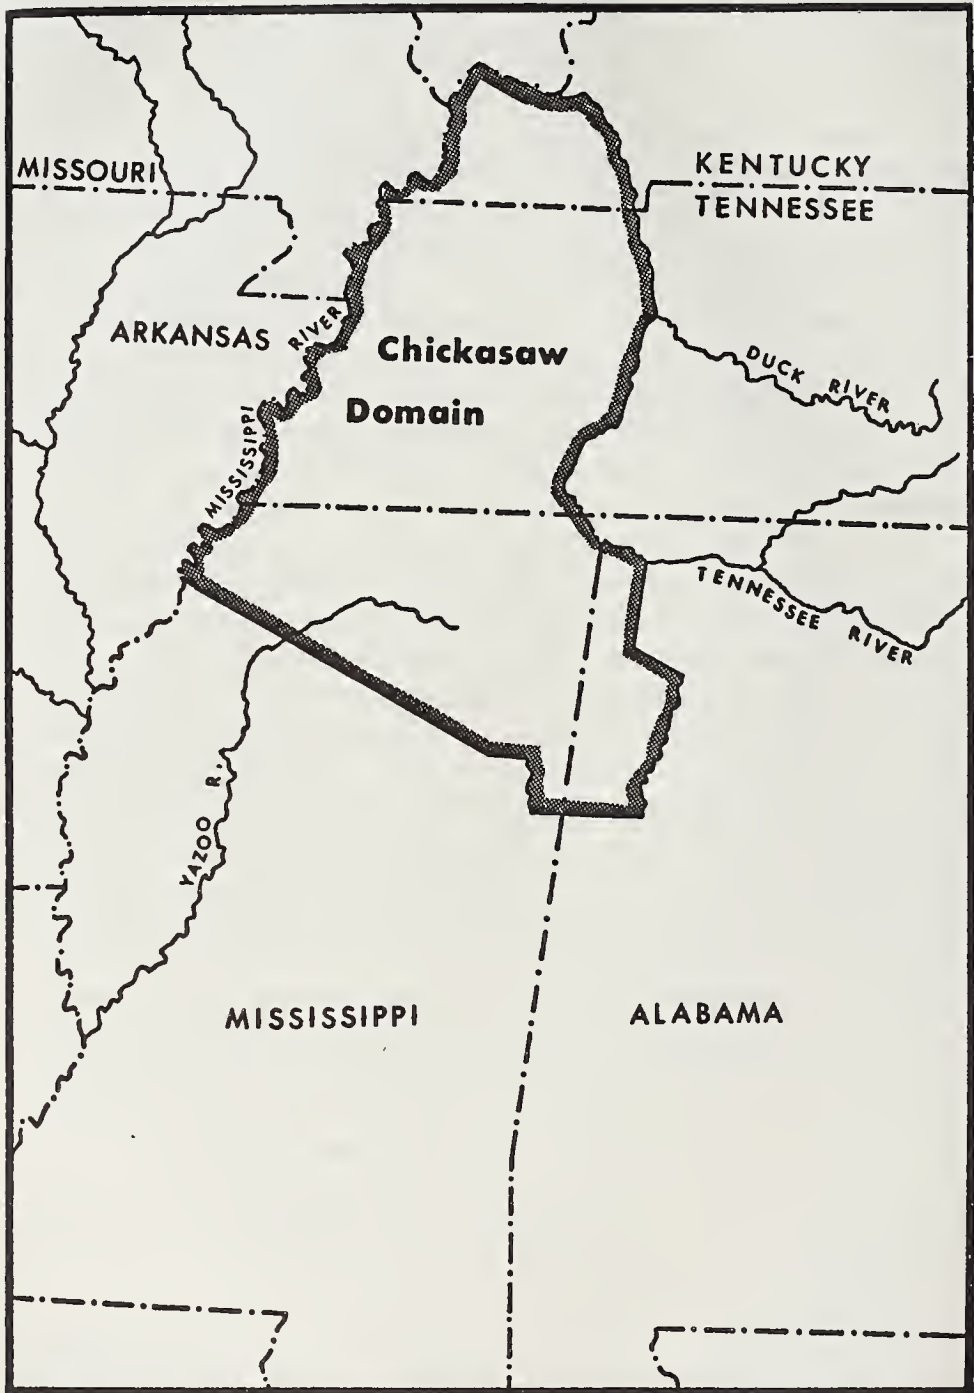 MISSOURI
KENTUCKY
TENNESSEE
ARKANSAS
MISSISSIPPI RIVER
Chickasaw
Domain
DUCK RIVER
TENNESSEE RIVER
YAZOO R.
MISSISSIPPI
ALABAMA